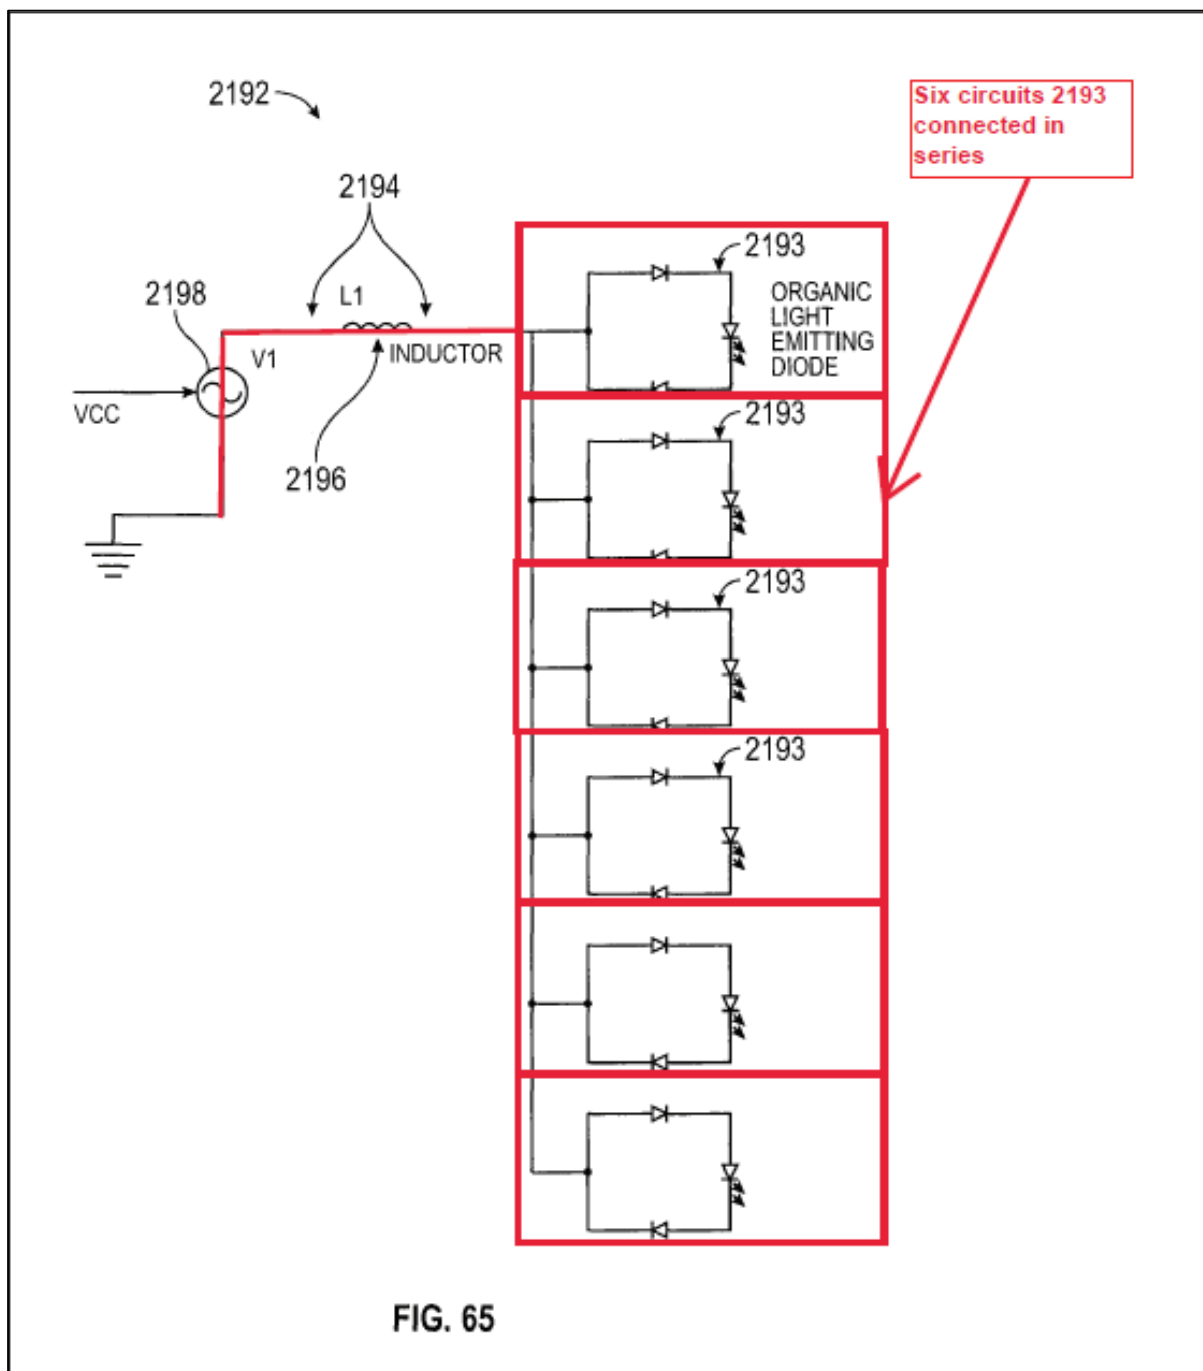 2192
Six circuits 2193
connected in
series
2194
2198
L1
V1
INDUCTOR
VCC
2196
2193
ORGANIC
LIGHT
EMITTING
DIODE
2193
2193
2193
FIG. 65